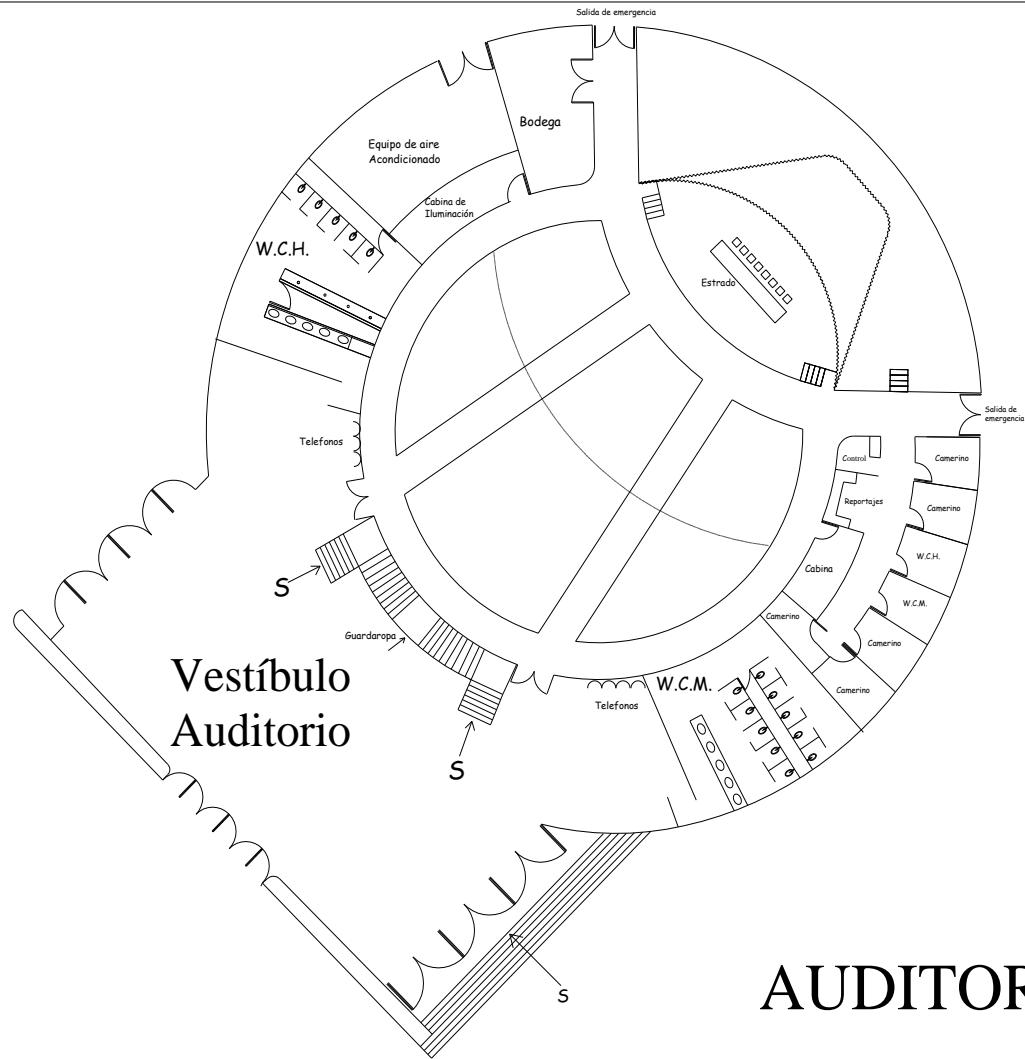 Salida de emergencia
Bodega
Equipo de aire
Acondicionado
Cabina de
Iluminación
W.C.H.
Estrado
Salida de
emergencia
Telefonos
Control
Camerino
Reportajes
Camerino
W.C.H.
Cabina
S
W.C.M.
Camerino
Guardaropa
Camerino
Vestíbulo
Auditorio
W.C.M.
Camerino
Telefonos
S
AUDITOR
S